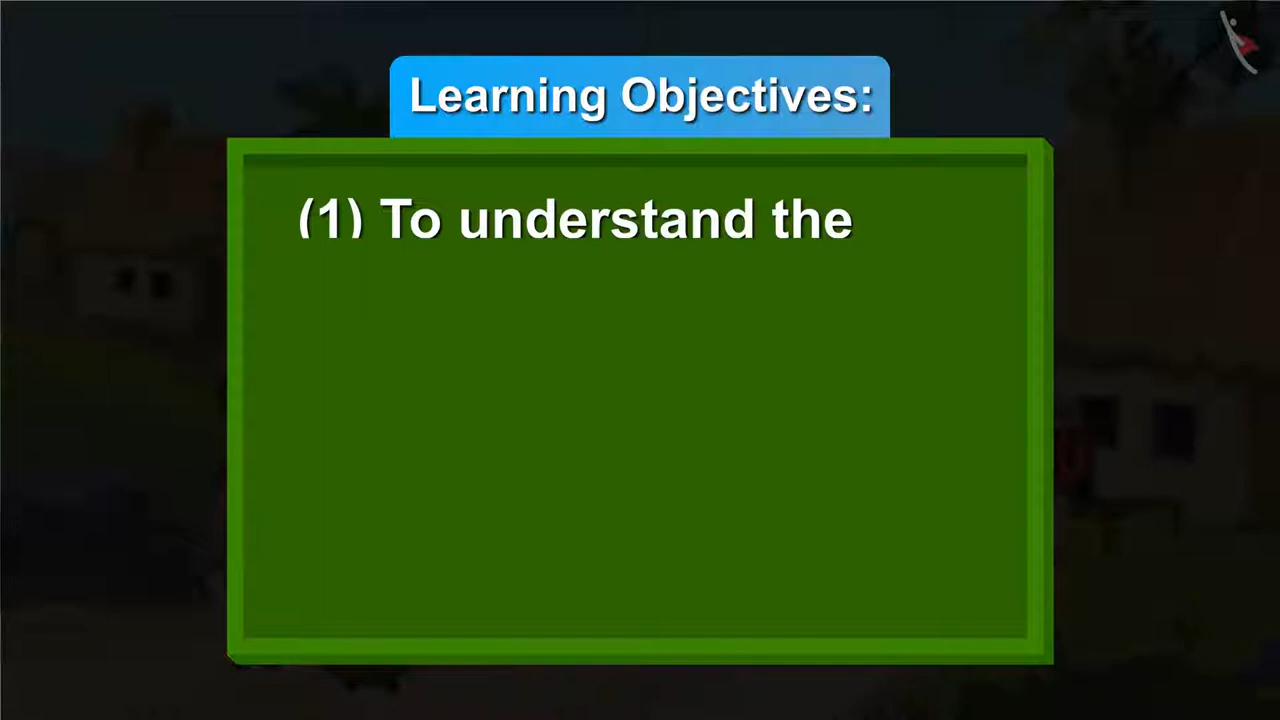 Learning Objectives:
(1) To understand the